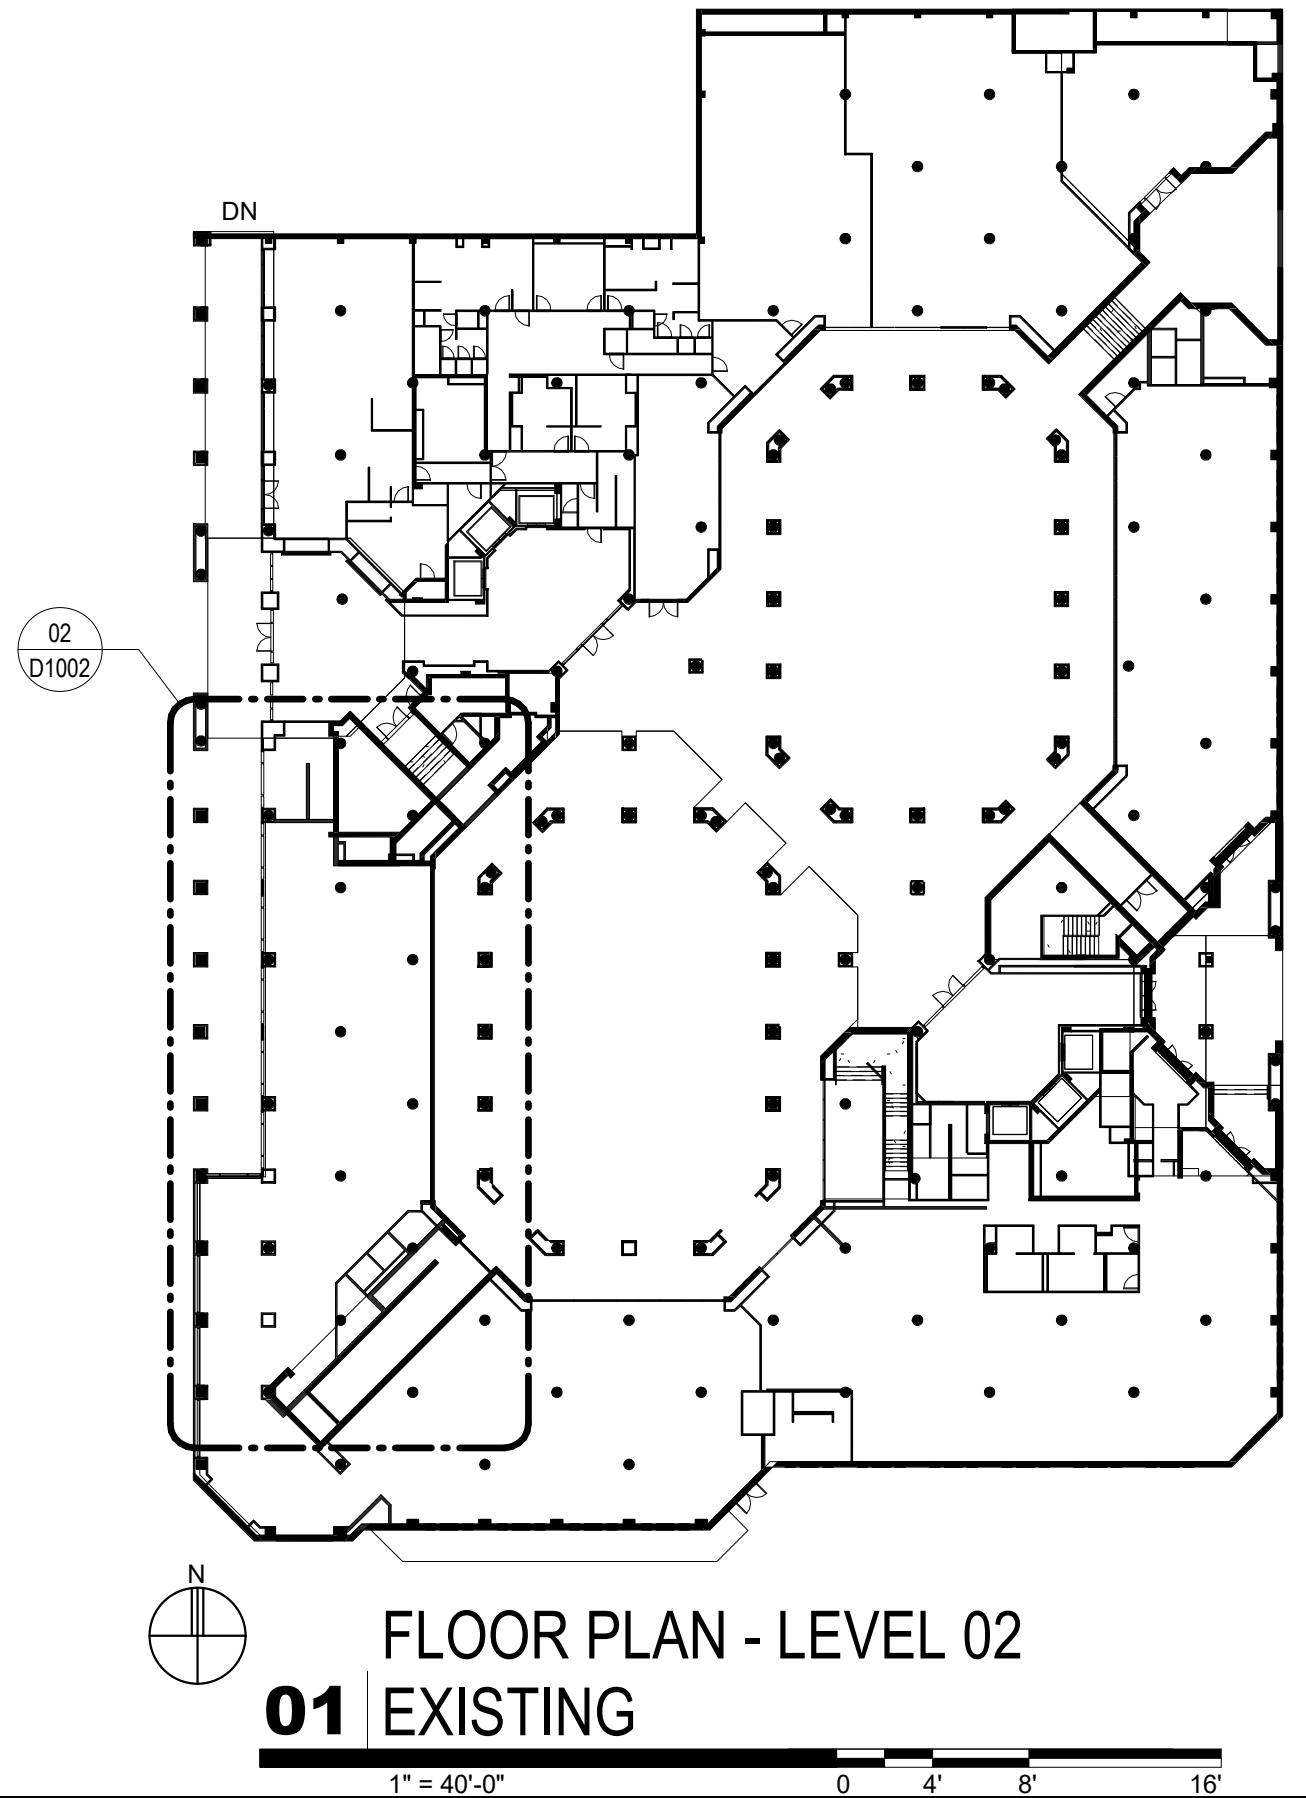 DN
02
D1002
N
FLOOR PLAN - LEVEL 02
01 EXISTING
1" = 40'-0" 0 4' 8' 16'